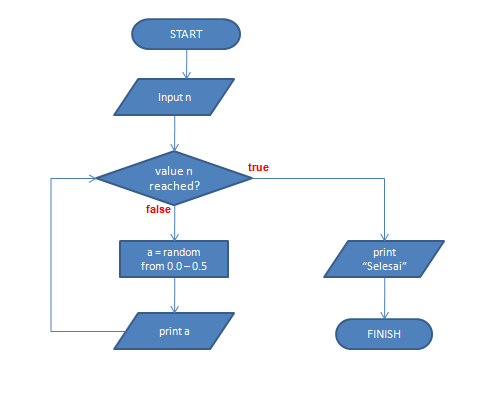 START
Input n
value n
reached?
true
false
a = random
from 0.0 – 0.5
print
"Selesai"
print a
FINISH